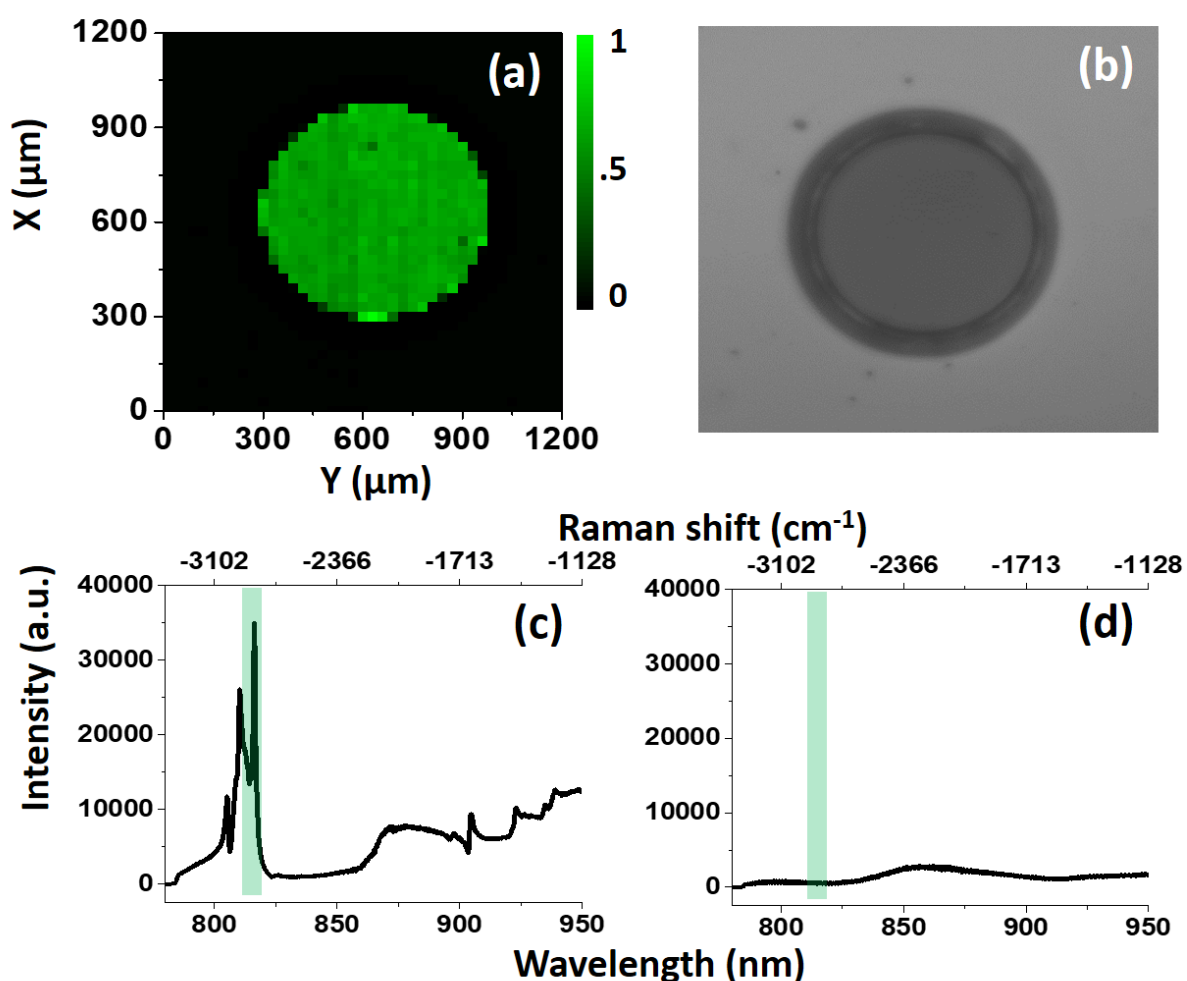 (a)
(b)
1200
900
600
300
0
X (μm)
0 300 600 900 1200
Y (μm)
1
.5
0
Raman shift (cm-1)
-3102 -2366 -1713 -1128
-3102 -2366 -1713 -1128
(c)
(d)
Intensity (a.u.)
40000
30000
20000
10000
0
40000
30000
20000
10000
0
800 850 900 950
800 850 900 950
Wavelength (nm)